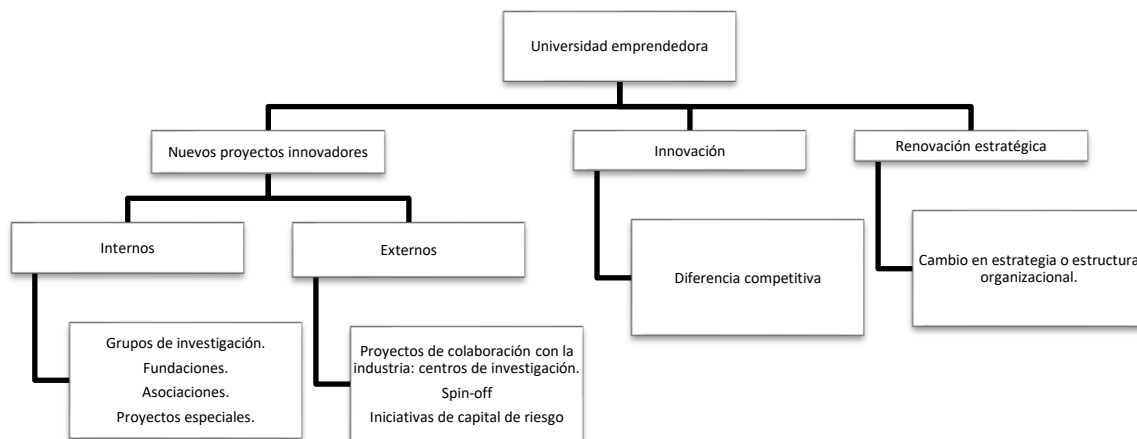 Universidad emprendedora
Nuevos proyectos innovadores
Innovación
Renovación estratégica
Internos
Externos
Diferencia competitiva
Cambio en estrategia o estructura
organizacional.
Grupos de investigación.
Fundaciones.
Asociaciones.
Proyectos especiales.
Proyectos de colaboración con la
industria: centros de investigación.
Spin-off
Iniciativas de capital de riesgo